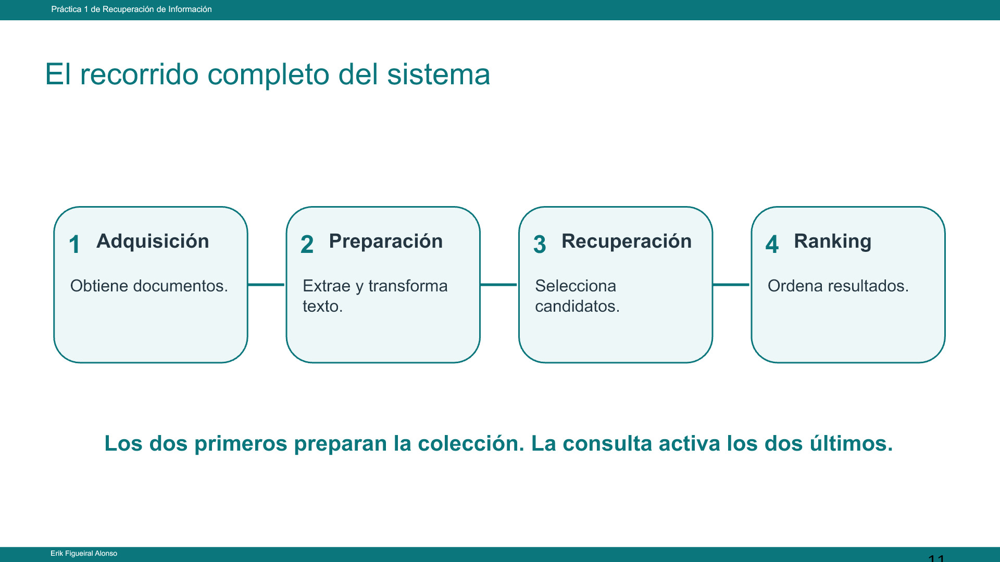 Práctica 1 de Recuperación de Información
El recorrido completo del sistema
1 Adquisición
Obtiene documentos.
2 Preparación
Extrae y transforma
texto.
3 Recuperación
Selecciona
candidatos.
4 Ranking
Ordena resultados.
Los dos primeros preparan la colección. La consulta activa los dos últimos.
Erik Figueiral Alonso
11